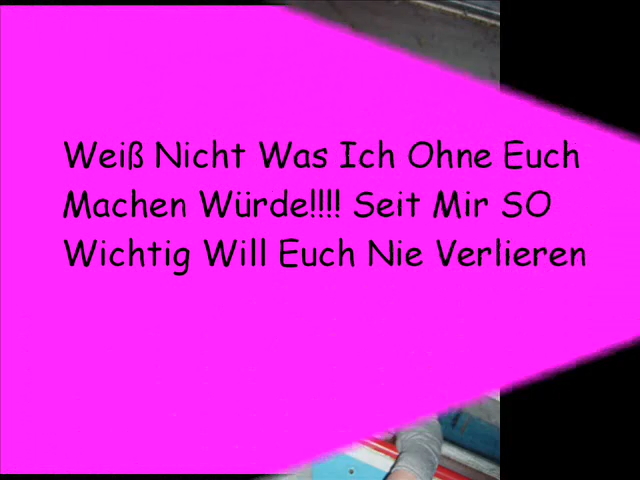 Weiß Nicht Was Ich Ohne Euch
Machen Würde!!!! Seit Mir SO
Wichtig Will Euch Nie Verlieren